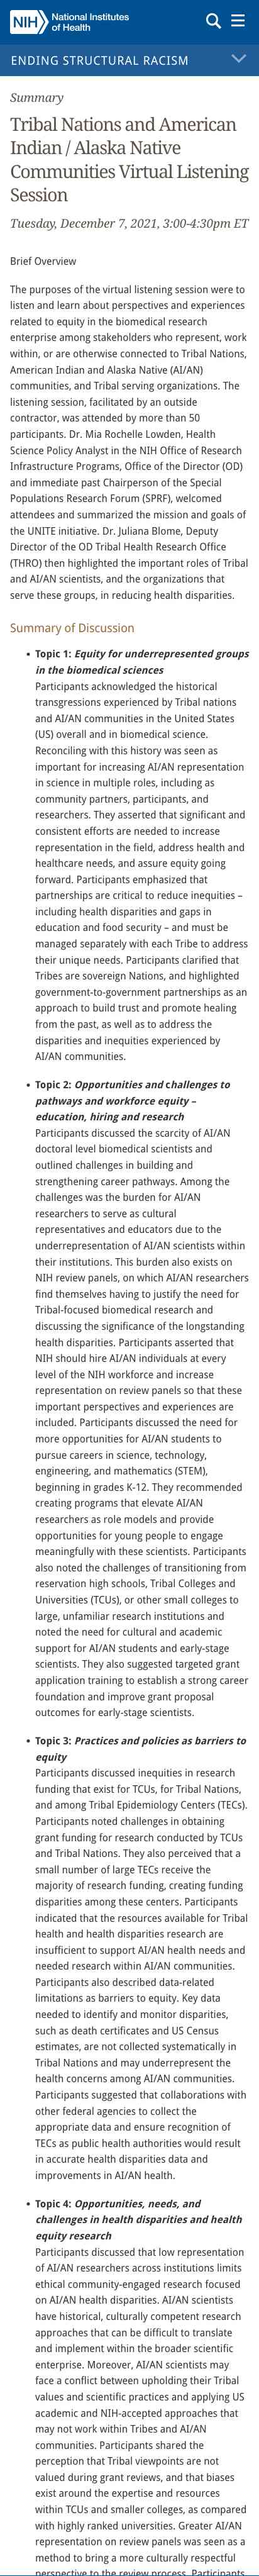 NIH National Institutes
of Health
ENDING STRUCTURAL RACISM
Summary
Tribal Nations and American
Indian / Alaska Native
Communities Virtual Listening
Session
Tuesday, December 7, 2021, 3:00-4:30pm ET
Brief Overview
The purposes of the virtual listening session were to
listen and learn about perspectives and experiences
related to equity in the biomedical research
enterprise among stakeholders who represent, work
within, or are otherwise connected to Tribal Nations,
American Indian and Alaska Native (AI/AN)
communities, and Tribal serving organizations. The
listening session, facilitated by an outside
contractor, was attended by more than 50
participants. Dr. Mia Rochelle Lowden, Health
Science Policy Analyst in the NIH Office of Research
Infrastructure Programs, Office of the Director (OD)
and immediate past Chairperson of the Special
Populations Research Forum (SPRF), welcomed
attendees and summarized the mission and goals of
the UNITE initiative. Dr. Juliana Blome, Deputy
Director of the OD Tribal Health Research Office
(THRO) then highlighted the important roles of Tribal
and AI/AN scientists, and the organizations that
serve these groups, in reducing health disparities.
Summary of Discussion
• Topic 1: Equity for underrepresented groups
in the biomedical sciences
Participants acknowledged the historical
transgressions experienced by Tribal nations
and AI/AN communities in the United States
(US) overall and in biomedical science.
Reconciling with this history was seen as
important for increasing AI/AN representation
in science in multiple roles, including as
community partners, participants, and
researchers. They asserted that significant and
consistent efforts are needed to increase
representation in the field, address health and
healthcare needs, and assure equity going
forward. Participants emphasized that
partnerships are critical to reduce inequities –
including health disparities and gaps in
education and food security – and must be
managed separately with each Tribe to address
their unique needs. Participants clarified that
Tribes are sovereign Nations, and highlighted
government-to-government partnerships as an
approach to build trust and promote healing
from the past, as well as to address the
disparities and inequities experienced by
AI/AN communities.
• Topic 2: Opportunities and challenges to
pathways and workforce equity –
education, hiring and research
Participants discussed the scarcity of AI/AN
doctoral level biomedical scientists and
outlined challenges in building and
strengthening career pathways. Among the
challenges was the burden for AI/AN
researchers to serve as cultural
representatives and educators due to the
underrepresentation of AI/AN scientists within
their institutions. This burden also exists on
NIH review panels, on which AI/AN researchers
find themselves having to justify the need for
Tribal-focused biomedical research and
discussing the significance of the longstanding
health disparities. Participants asserted that
NIH should hire AI/AN individuals at every
level of the NIH workforce and increase
representation on review panels so that these
important perspectives and experiences are
included. Participants discussed the need for
more opportunities for AI/AN students to
pursue careers in science, technology,
engineering, and mathematics (STEM),
beginning in grades K-12. They recommended
creating programs that elevate AI/AN
researchers as role models and provide
opportunities for young people to engage
meaningfully with these scientists. Participants
also noted the challenges of transitioning from
reservation high schools, Tribal Colleges and
Universities (TCUs), or other small colleges to
large, unfamiliar research institutions and
noted the need for cultural and academic
support for AI/AN students and early-stage
scientists. They also suggested targeted grant
application training to establish a strong career
foundation and improve grant proposal
outcomes for early-stage scientists.
• Topic 3: Practices and policies as barriers to
equity
Participants discussed inequities in research
funding that exist for TCUs, for Tribal Nations,
and among Tribal Epidemiology Centers (TECs).
Participants noted challenges in obtaining
grant funding for research conducted by TCUs
and Tribal Nations. They also perceived that a
small number of large TECs receive the
majority of research funding, creating funding
disparities among these centers. Participants
indicated that the resources available for Tribal
health and health disparities research are
insufficient to support AI/AN health needs and
needed research within AI/AN communities.
Participants also described data-related
limitations as barriers to equity. Key data
needed to identify and monitor disparities,
such as death certificates and US Census
estimates, are not collected systematically in
Tribal Nations and may underrepresent the
health concerns among AI/AN communities.
Participants suggested that collaborations with
other federal agencies to collect the
appropriate data and ensure recognition of
TECs as public health authorities would result
in accurate health disparities data and
improvements in AI/AN health.
• Topic 4: Opportunities, needs, and
challenges in health disparities and health
equity research
Participants discussed that low representation
of AI/AN researchers across institutions limits
ethical community-engaged research focused
on AI/AN health disparities. AI/AN scientists
have historical, culturally competent research
approaches that can be difficult to translate
and implement within the broader scientific
enterprise. Moreover, AI/AN scientists may
face a conflict between upholding their Tribal
values and scientific practices and applying US
academic and NIH-accepted approaches that
may not work within Tribes and AI/AN
communities. Participants shared the
perception that Tribal viewpoints are not
valued during grant reviews, and that biases
exist around the expertise and resources
within TCUs and smaller colleges, as compared
with highly ranked universities. Greater AI/AN
representation on review panels was seen as a
method to bring a more culturally respectful
perspective to the review process. Participants